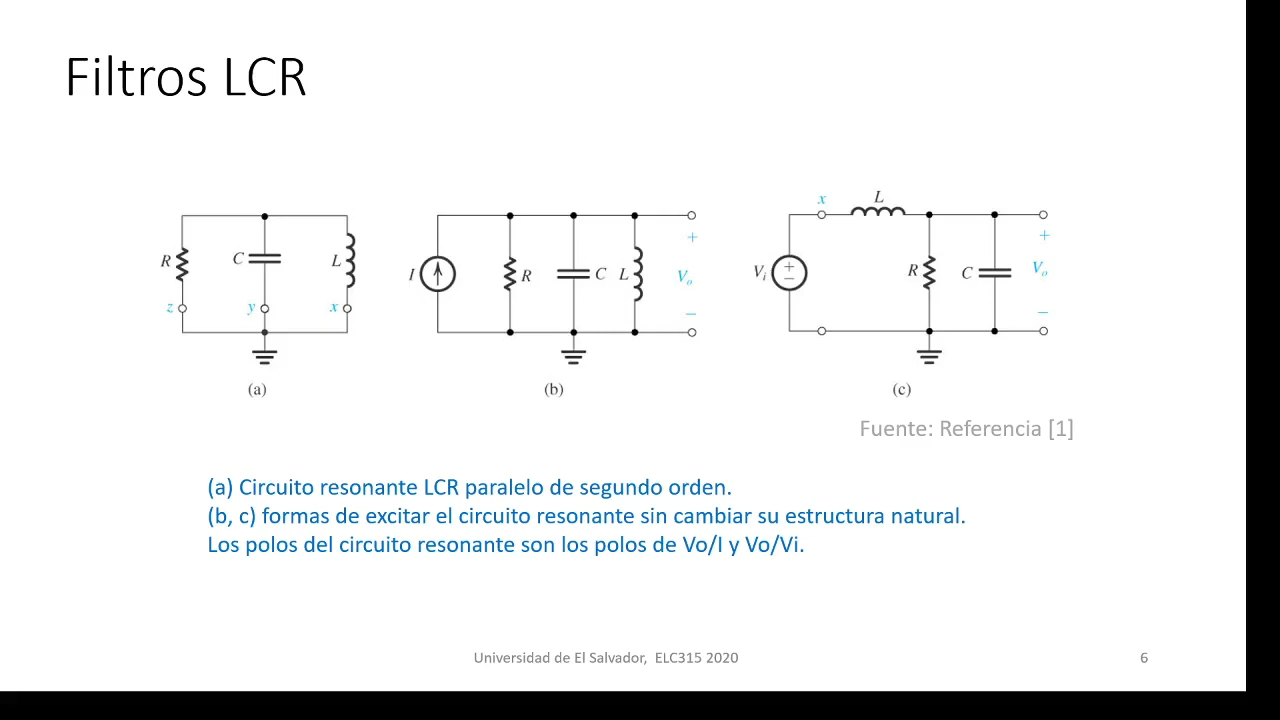 Filtros LCR
R C L
z y x
(a)
I R C L + Vo −
(b)
x L
Vi + − R C + Vo −
(c)
Fuente: Referencia [1]
(a) Circuito resonante LCR paralelo de segundo orden.
(b, c) formas de excitar el circuito resonante sin cambiar su estructura natural.
Los polos del circuito resonante son los polos de Vo/I y Vo/Vi.
Universidad de El Salvador, ELC315 2020
6